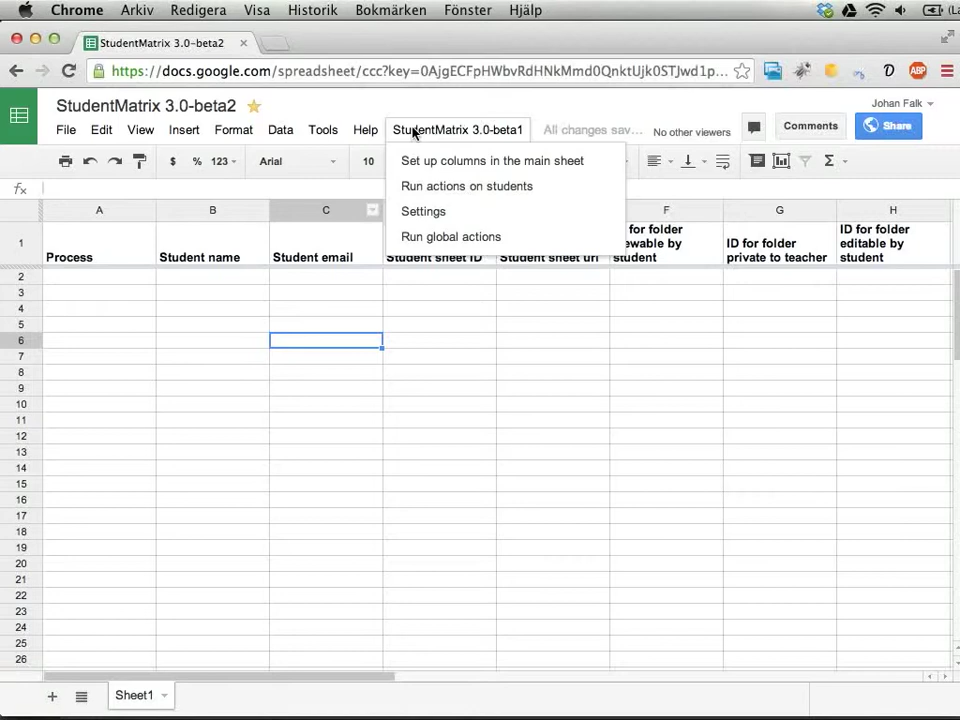 Chrome Arkiv Redigera Visa Historik Bokmärken Fönster Hjälp (La
StudentMatrix 3.0-beta2
https://docs.google.com/spreadsheet/ccc?key=0AjgECFpHWbvRdHNkMmd0QnktUjk0STJwd1p... D ABP
StudentMatrix 3.0-beta2
Johan Falk
File Edit View Insert Format Data Tools Help StudentMatrix 3.0-beta1 All changes sav... No other viewers Comments Share
$ % 123 Arial 10 Σ
Set up columns in the main sheet
Run actions on students
Settings
Run global actions
fx
A B C F G H
1 Process Student name Student email Student sheet ID Student sheet url
ewable by
student
ID for folder
private to teacher
ID for folder
editable by
student
2
3
4
5
6
7
8
9
10
11
12
13
14
15
16
17
18
19
20
21
22
23
24
25
26
Sheet1